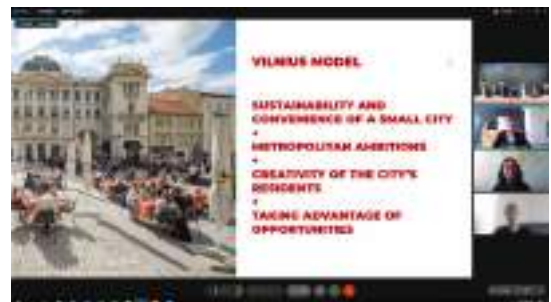 VILNIUS MODEL
SUSTAINABILITY AND
CONVENIENCE OF A SMALL CITY
+
METROPOLITAN AMBITIONS
+
CREATIVITY OF THE CITY'S
RESIDENTS
+
TAKING ADVANTAGE OF
OPPORTUNITIES